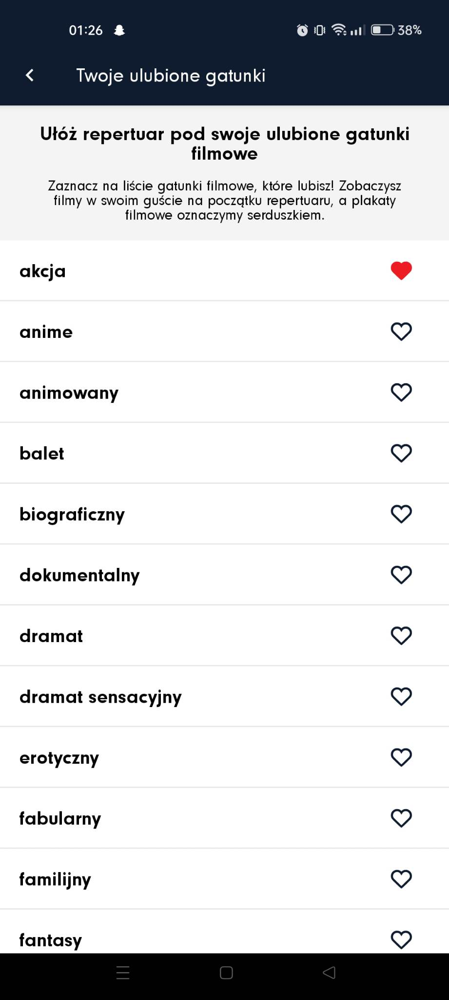 01:26
38%
Twoje ulubione gatunki
Ułóż repertuar pod swoje ulubione gatunki
filmowe
Zaznacz na liście gatunki filmowe, które lubisz! Zobaczysz
filmy w swoim guście na początku repertuaru, a plakaty
filmowe oznaczymy serduszkiem.
akcja
anime
animowany
balet
biograficzny
dokumentalny
dramat
dramat sensacyjny
erotyczny
fabularny
familijny
fantasy